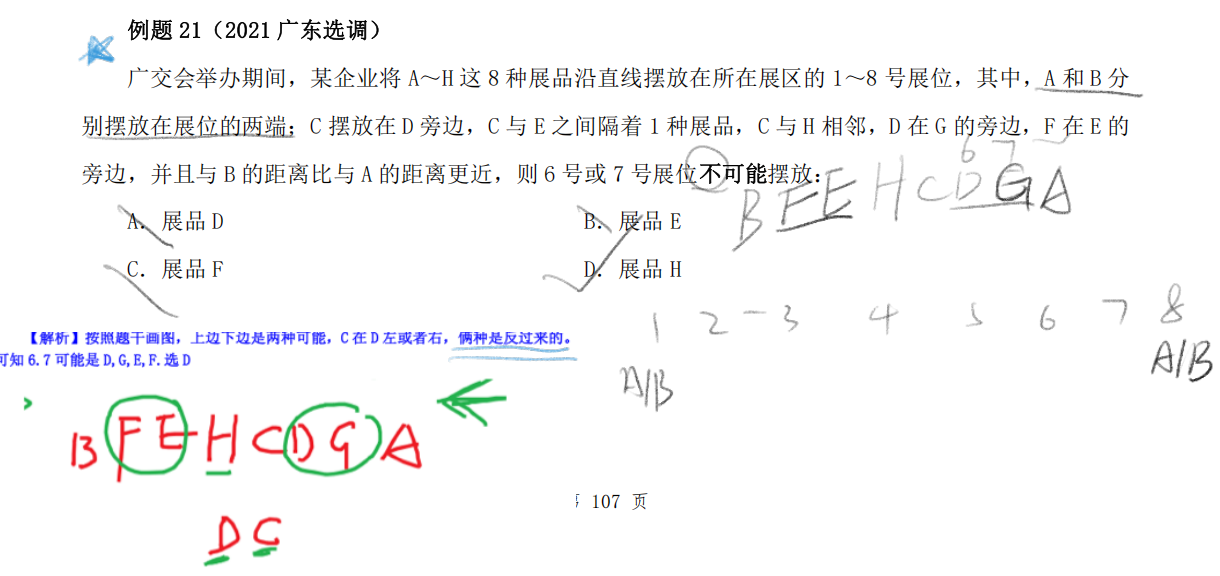 例题 21（2021 广东选调）
广交会举办期间，某企业将 A～H 这 8 种展品沿直线摆放在所在展区的 1～8 号展位，其中，A 和 B 分
别摆放在展位的两端；C 摆放在 D 旁边，C 与 E 之间隔着 1 种展品，C 与 H 相邻，D 在 G 的旁边，F 在 E 的
旁边，并且与 B 的距离比与 A 的距离更近，则 6 号或 7 号展位不可能摆放：
6 7
B F E H C D G A
A．展品 D
B．展品 E
C．展品 F
D．展品 H
1 2 3 4 5 6 7 8
A/B A/B
【解析】按照题干画图，上边下边是两种可能，C 在 D 左或者右，俩种是反过来的。
可知 6.7 可能是 D,G,E,F.选 D
B F E H C D G A
D C
107 页